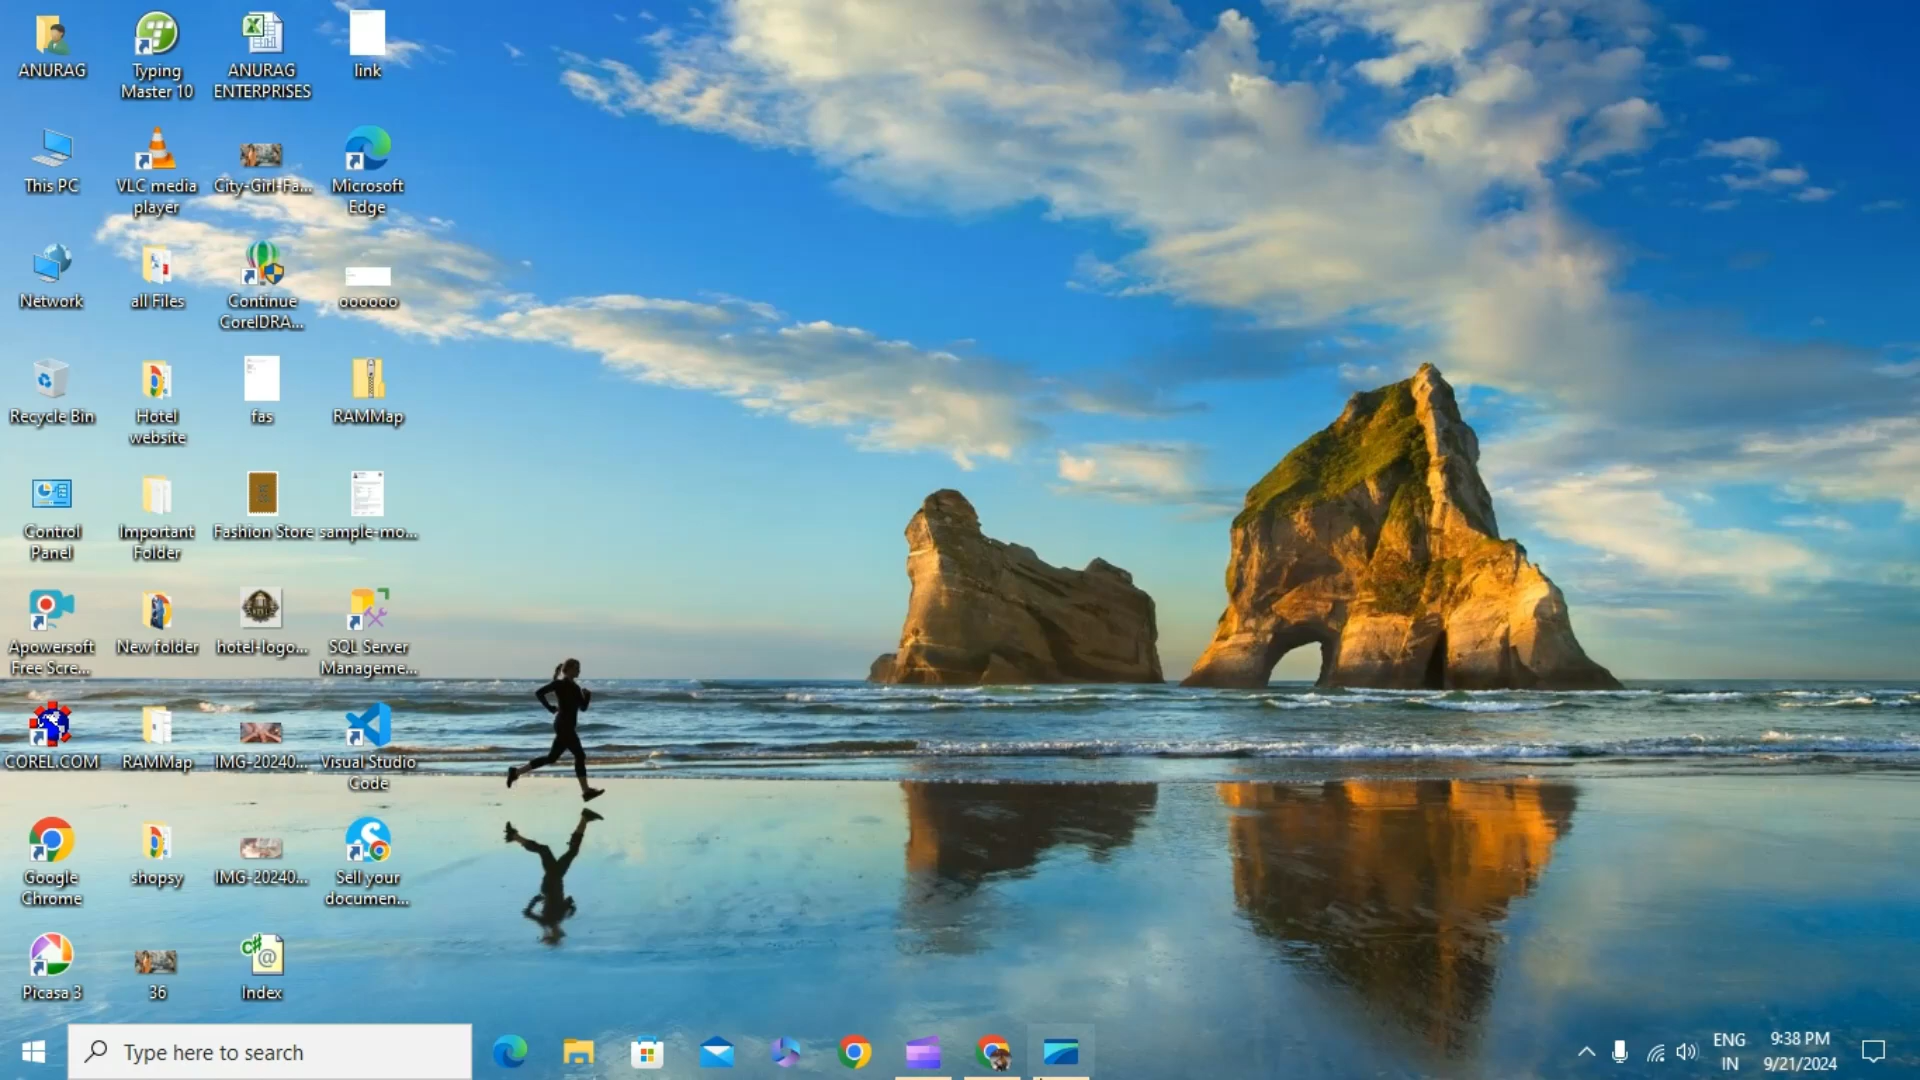 ANURAG
Typing
Master 10
ANURAG
ENTERPRISES
link
This PC
VLC media
player
City-Girl-Fa...
Microsoft
Edge
Network
all Files
Continue
CorelDRA...
oooooo
Recycle Bin
Hotel
website
fas
RAMMap
Control
Panel
Important
Folder
Fashion Store
sample-mo...
Apowersoft
Free Scre...
New folder
hotel-logo...
SQL Server
Manageme...
COREL.COM
RAMMap
IMG-20240...
Visual Studio
Code
Google
Chrome
shopsy
IMG-20240...
Sell your
documen...
Picasa 3
36
Index
Type here to search
ENG
IN
9:38 PM
9/21/2024